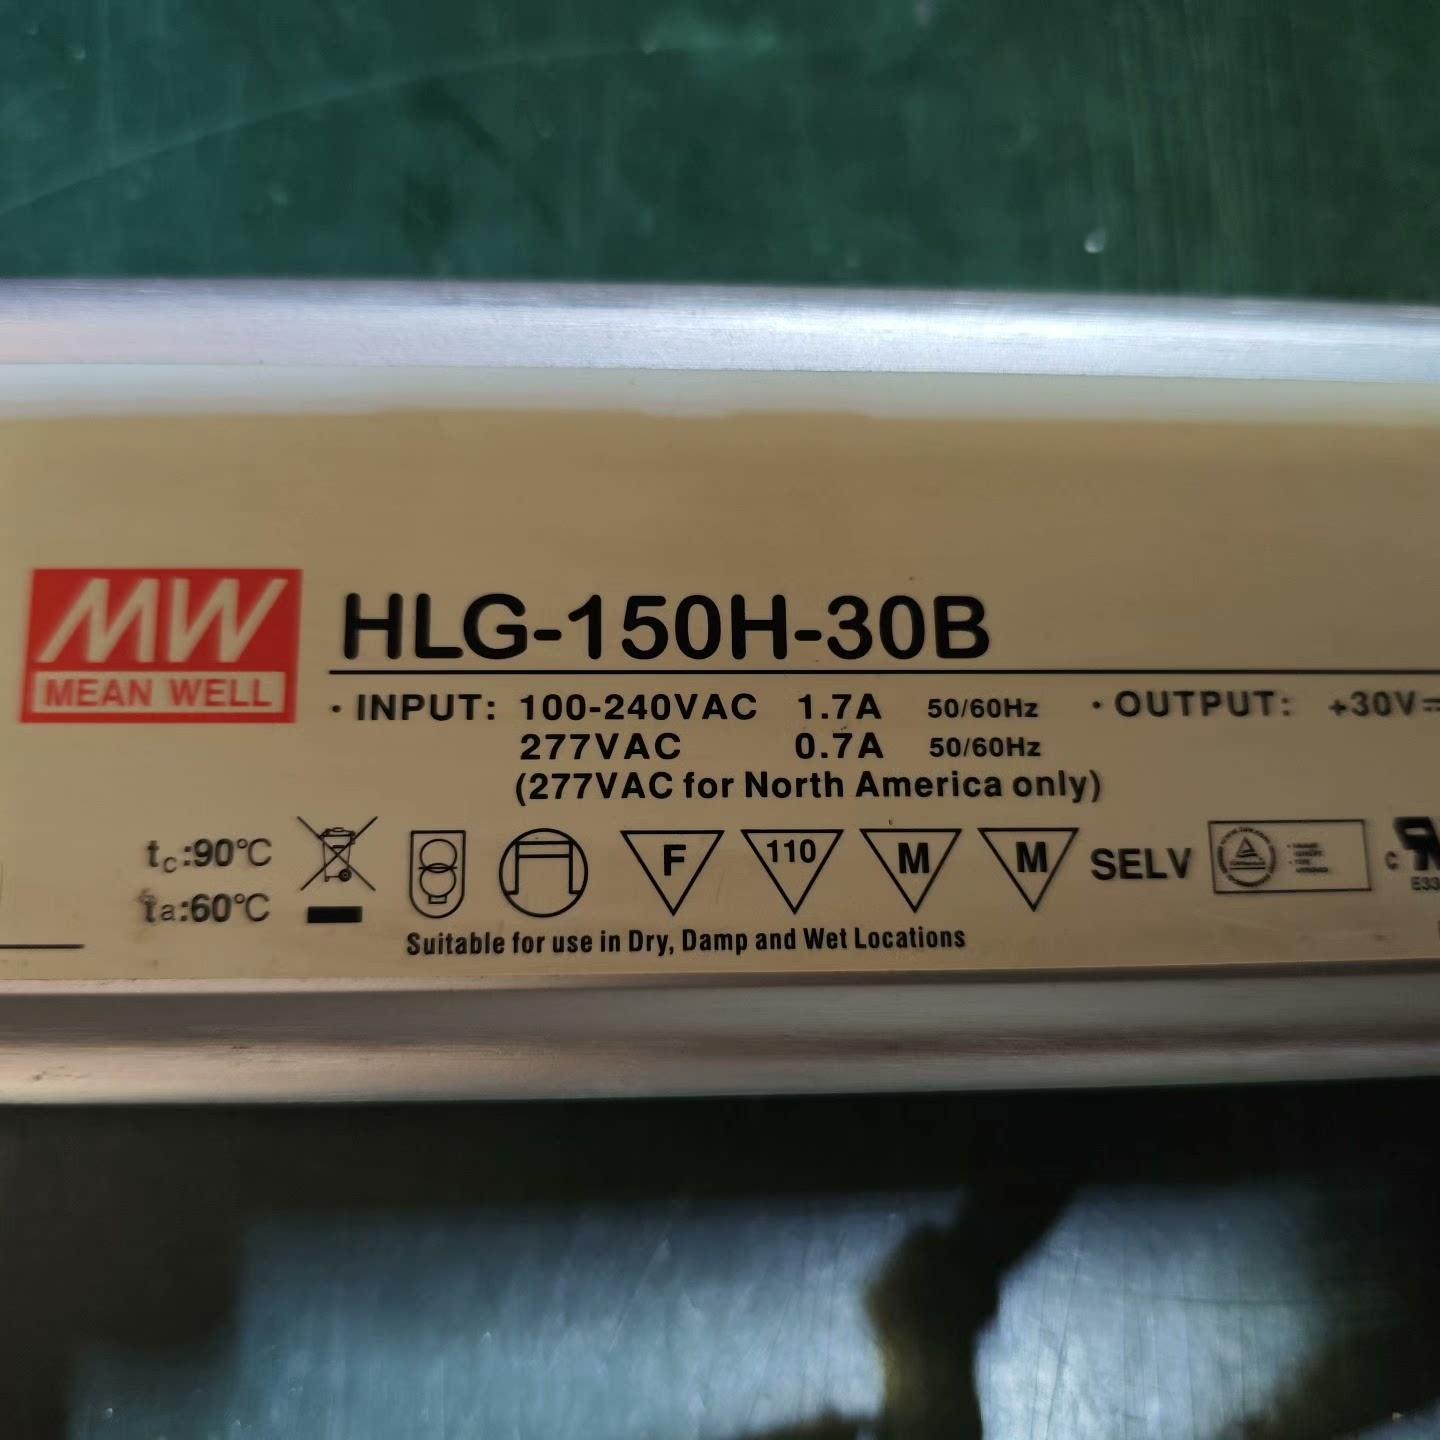 MW
MEAN WELL
HLG-150H-30B
· INPUT: 100-240VAC 1.7A 50/60Hz
277VAC 0.7A 50/60Hz
(277VAC for North America only)
· OUTPUT: +30V⎓
tc:90°C
ta:60°C
F
110
M
M
SELV
c
E33
Suitable for use in Dry, Damp and Wet Locations